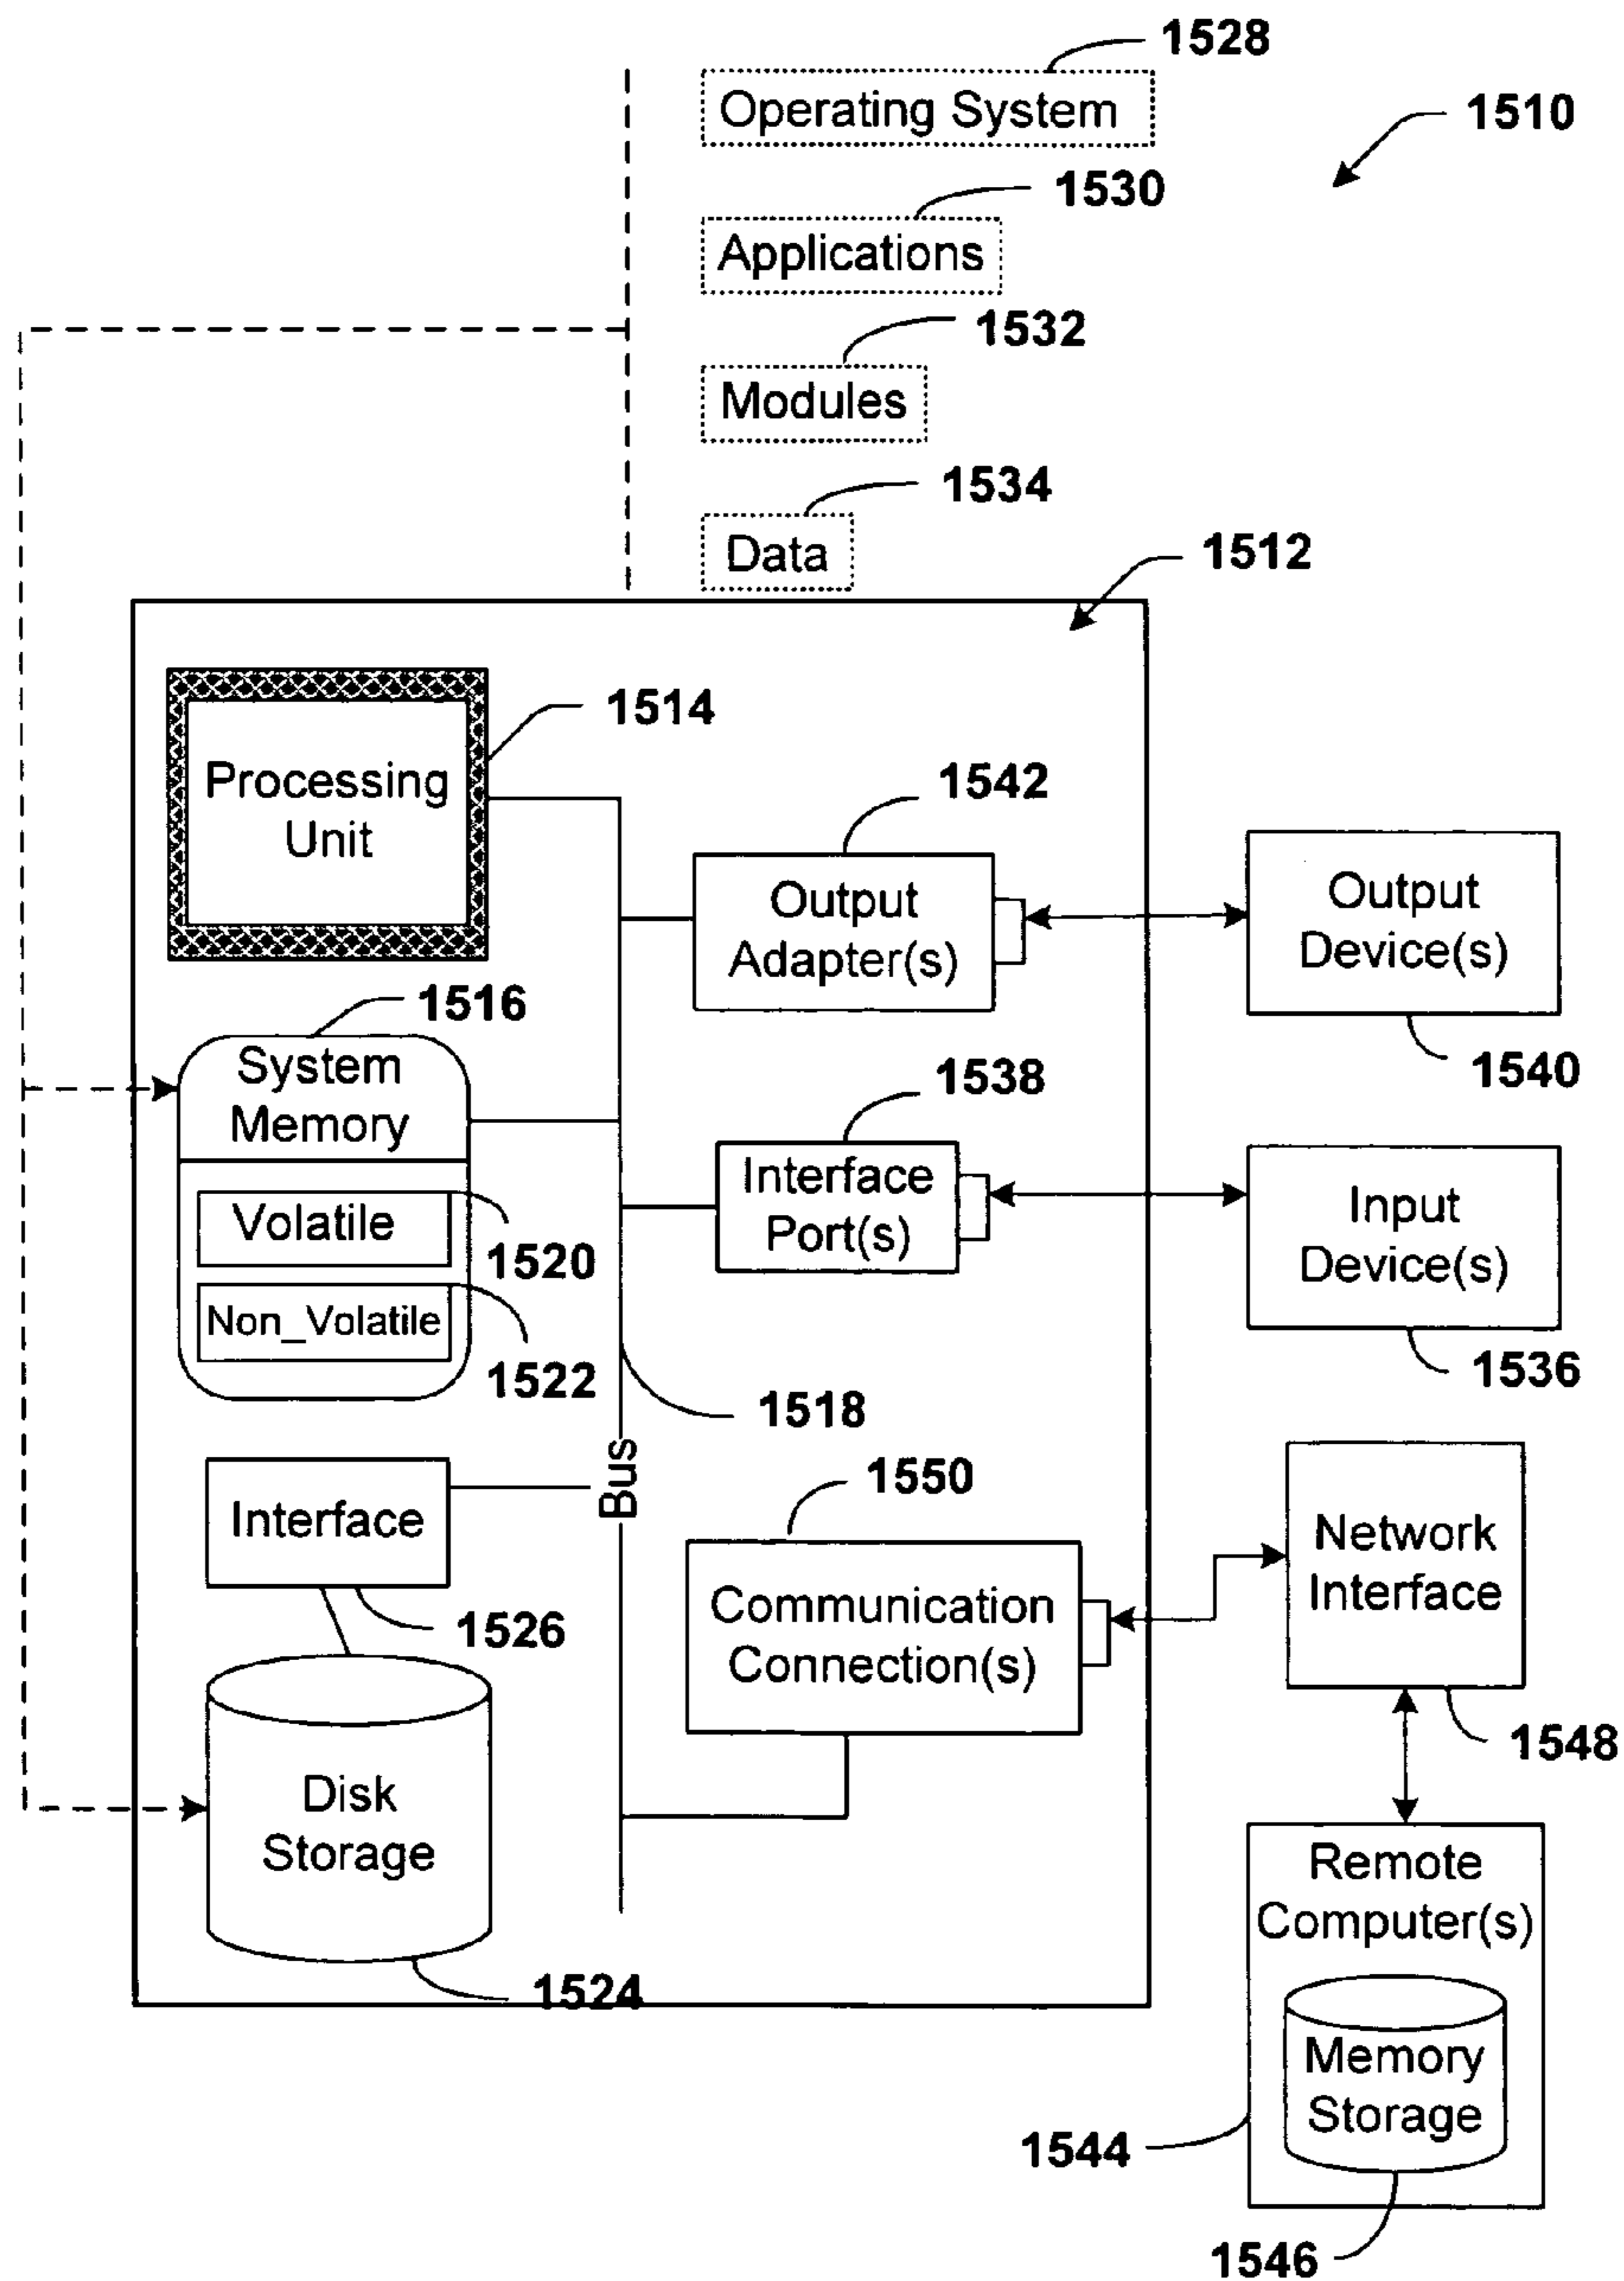 1528
Operating System
1510
1530
Applications
1532
Modules
1534
Data
1512
1514
Processing
Unit
1542
Output
Adapter(s)
Output
Device(s)
1540
1516
System
Memory
1538
Interface
Port(s)
Input
Device(s)
1536
Volatile
1520
Non_Volatile
1522
1518
Bus
Interface
1526
1550
Communication
Connection(s)
Network
Interface
1548
Disk
Storage
1524
Remote
Computer(s)
Memory
Storage
1544
1546